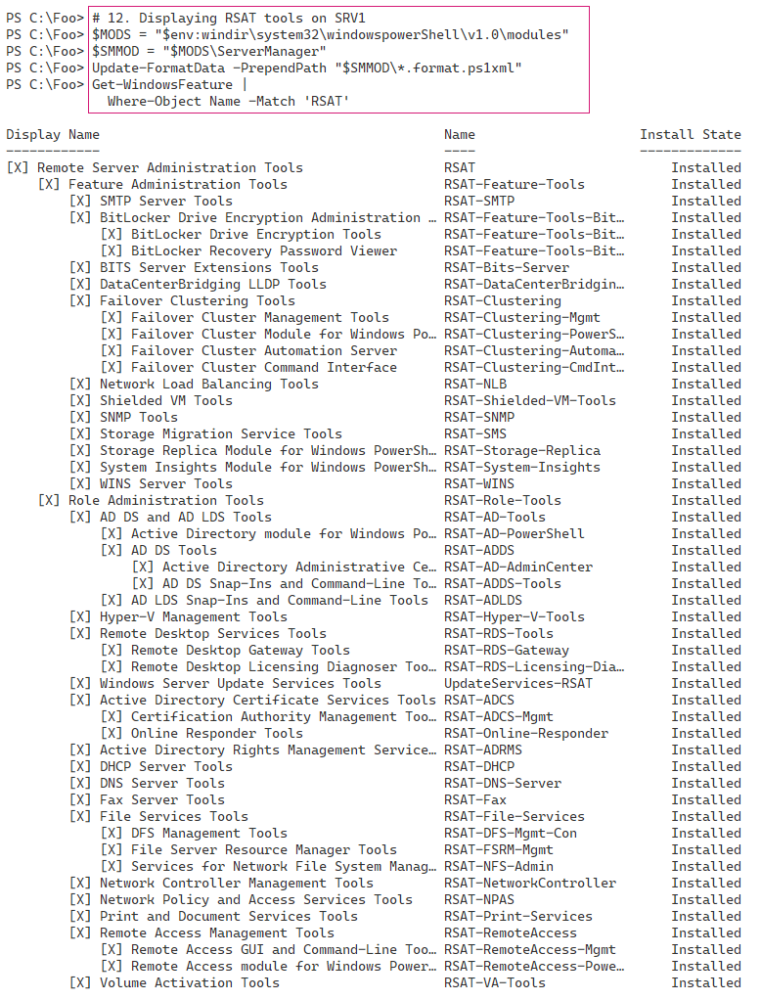 PS C:\Foo> # 12. Displaying RSAT tools on SRV1
PS C:\Foo> $MODS = "$env:windir\system32\windowspowerShell\v1.0\modules"
PS C:\Foo> $SMMOD = "$MODS\ServerManager"
PS C:\Foo> Update-FormatData -PrependPath "$SMMOD\*.format.ps1xml"
PS C:\Foo> Get-WindowsFeature |
Where-Object Name -Match 'RSAT'
Display Name Name Install State
------------ ---- -------------
[X] Remote Server Administration Tools RSAT Installed
[X] Feature Administration Tools RSAT-Feature-Tools Installed
[X] SMTP Server Tools RSAT-SMTP Installed
[X] BitLocker Drive Encryption Administration … RSAT-Feature-Tools-Bit… Installed
[X] BitLocker Drive Encryption Tools RSAT-Feature-Tools-Bit… Installed
[X] BitLocker Recovery Password Viewer RSAT-Feature-Tools-Bit… Installed
[X] BITS Server Extensions Tools RSAT-Bits-Server Installed
[X] DataCenterBridging LLDP Tools RSAT-DataCenterBridgin… Installed
[X] Failover Clustering Tools RSAT-Clustering Installed
[X] Failover Cluster Management Tools RSAT-Clustering-Mgmt Installed
[X] Failover Cluster Module for Windows Po… RSAT-Clustering-PowerS… Installed
[X] Failover Cluster Automation Server RSAT-Clustering-Automa… Installed
[X] Failover Cluster Command Interface RSAT-Clustering-CmdInt… Installed
[X] Network Load Balancing Tools RSAT-NLB Installed
[X] Shielded VM Tools RSAT-Shielded-VM-Tools Installed
[X] SNMP Tools RSAT-SNMP Installed
[X] Storage Migration Service Tools RSAT-SMS Installed
[X] Storage Replica Module for Windows PowerSh… RSAT-Storage-Replica Installed
[X] System Insights Module for Windows PowerSh… RSAT-System-Insights Installed
[X] WINS Server Tools RSAT-WINS Installed
[X] Role Administration Tools RSAT-Role-Tools Installed
[X] AD DS and AD LDS Tools RSAT-AD-Tools Installed
[X] Active Directory module for Windows Po… RSAT-AD-PowerShell Installed
[X] AD DS Tools RSAT-ADDS Installed
[X] Active Directory Administrative Ce… RSAT-AD-AdminCenter Installed
[X] AD DS Snap-Ins and Command-Line To… RSAT-ADDS-Tools Installed
[X] AD LDS Snap-Ins and Command-Line Tools RSAT-ADLDS Installed
[X] Hyper-V Management Tools RSAT-Hyper-V-Tools Installed
[X] Remote Desktop Services Tools RSAT-RDS-Tools Installed
[X] Remote Desktop Gateway Tools RSAT-RDS-Gateway Installed
[X] Remote Desktop Licensing Diagnoser Too… RSAT-RDS-Licensing-Dia… Installed
[X] Windows Server Update Services Tools UpdateServices-RSAT Installed
[X] Active Directory Certificate Services Tools RSAT-ADCS Installed
[X] Certification Authority Management Too… RSAT-ADCS-Mgmt Installed
[X] Online Responder Tools RSAT-Online-Responder Installed
[X] Active Directory Rights Management Service… RSAT-ADRMS Installed
[X] DHCP Server Tools RSAT-DHCP Installed
[X] DNS Server Tools RSAT-DNS-Server Installed
[X] Fax Server Tools RSAT-Fax Installed
[X] File Services Tools RSAT-File-Services Installed
[X] DFS Management Tools RSAT-DFS-Mgmt-Con Installed
[X] File Server Resource Manager Tools RSAT-FSRM-Mgmt Installed
[X] Services for Network File System Manag… RSAT-NFS-Admin Installed
[X] Network Controller Management Tools RSAT-NetworkController Installed
[X] Network Policy and Access Services Tools RSAT-NPAS Installed
[X] Print and Document Services Tools RSAT-Print-Services Installed
[X] Remote Access Management Tools RSAT-RemoteAccess Installed
[X] Remote Access GUI and Command-Line Too… RSAT-RemoteAccess-Mgmt Installed
[X] Remote Access module for Windows Power… RSAT-RemoteAccess-Powe… Installed
[X] Volume Activation Tools RSAT-VA-Tools Installed